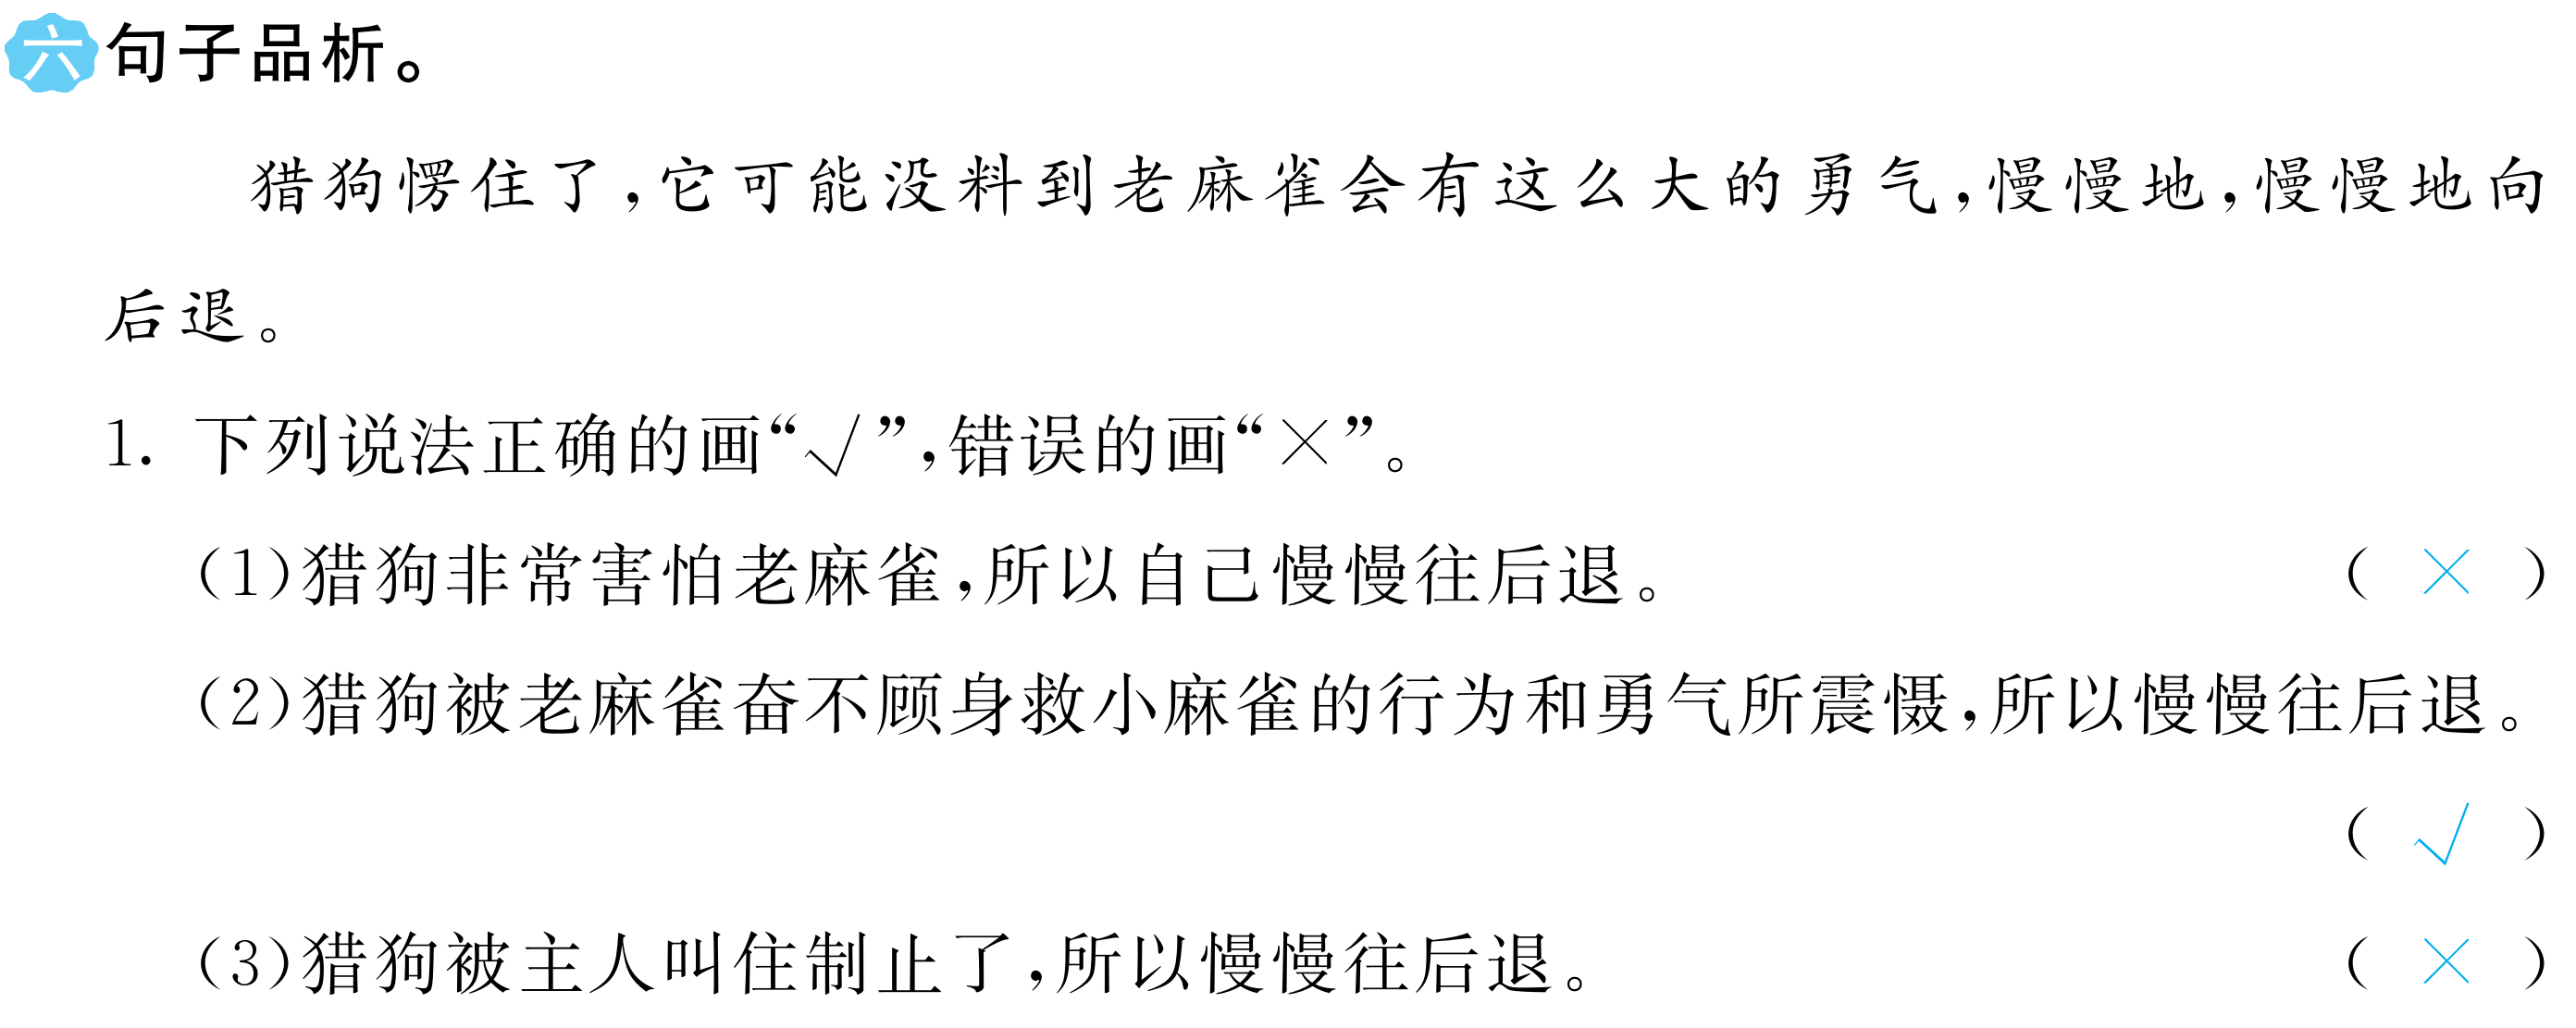 六 句子品析。
猎狗愣住了,它可能没料到老麻雀会有这么大的勇气,慢慢地,慢慢地向
后退。
1. 下列说法正确的画“√”,错误的画“×”。
(1)猎狗非常害怕老麻雀,所以自己慢慢往后退。 ( × )
(2)猎狗被老麻雀奋不顾身救小麻雀的行为和勇气所震慑,所以慢慢往后退。
( √ )
(3)猎狗被主人叫住制止了,所以慢慢往后退。 ( × )